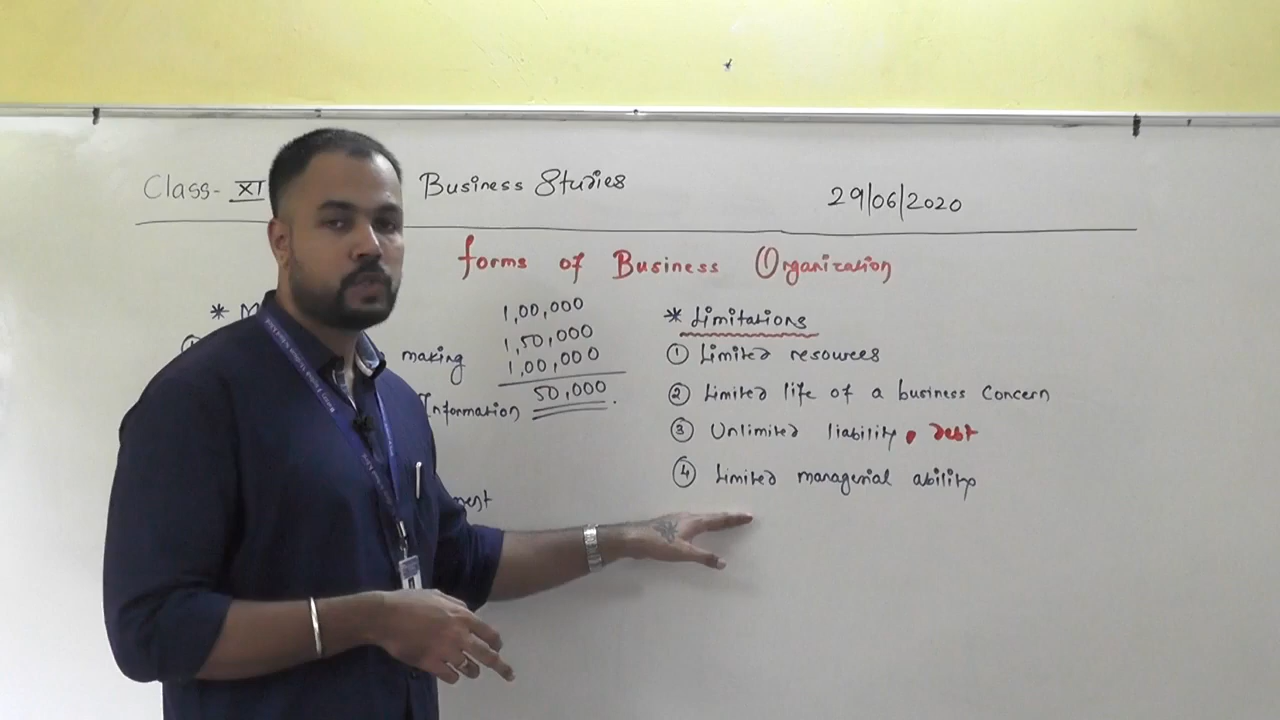 Class- XI Business Studies 29/06/2020
forms of Business Organization
* M
1,00,000
1,50,000
1,00,000
50,000.
making
Information
* Limitations
① Limited resources
② Limited life of a business concern
③ Unlimited liability debt
④ Limited managerial ability